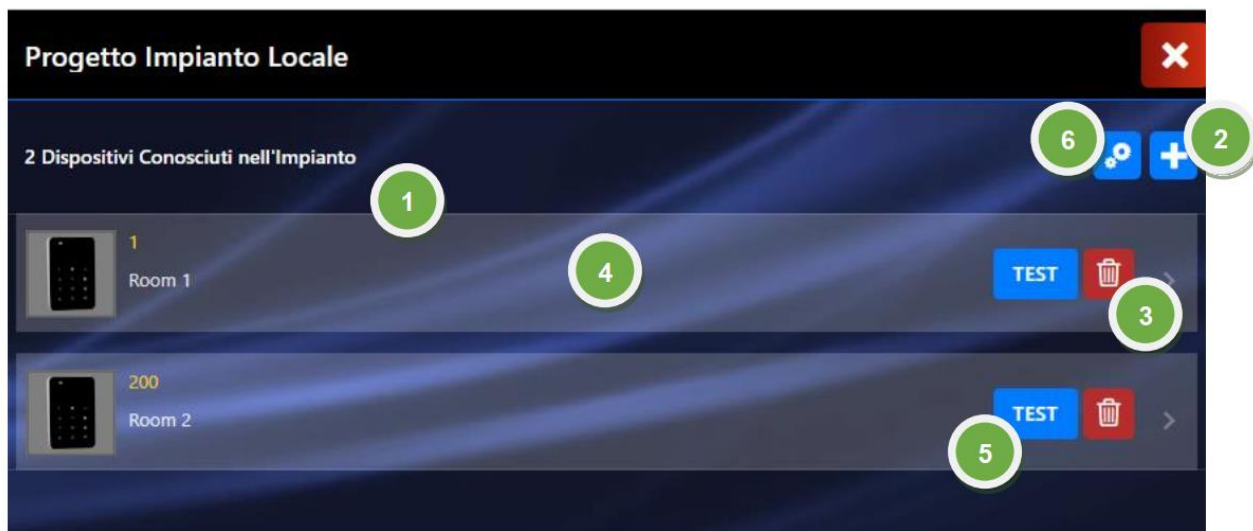 Progetto Impianto Locale
6
2
2 Dispositivi Conosciuti nell'Impianto
1
1
Room 1
4
TEST
3
200
Room 2
TEST
5